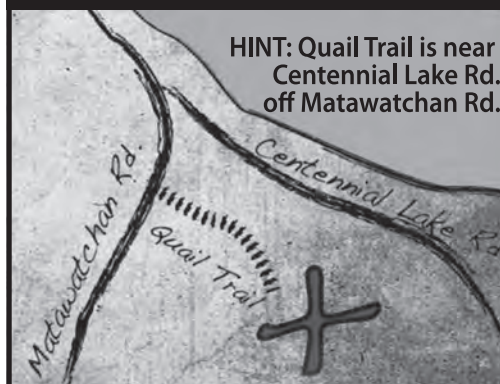 HINT: Quail Trail is near
Centennial Lake Rd.
off Matawatchan Rd.
Centennial Lake Rd.
Matawatchan Rd.
Quail Trail